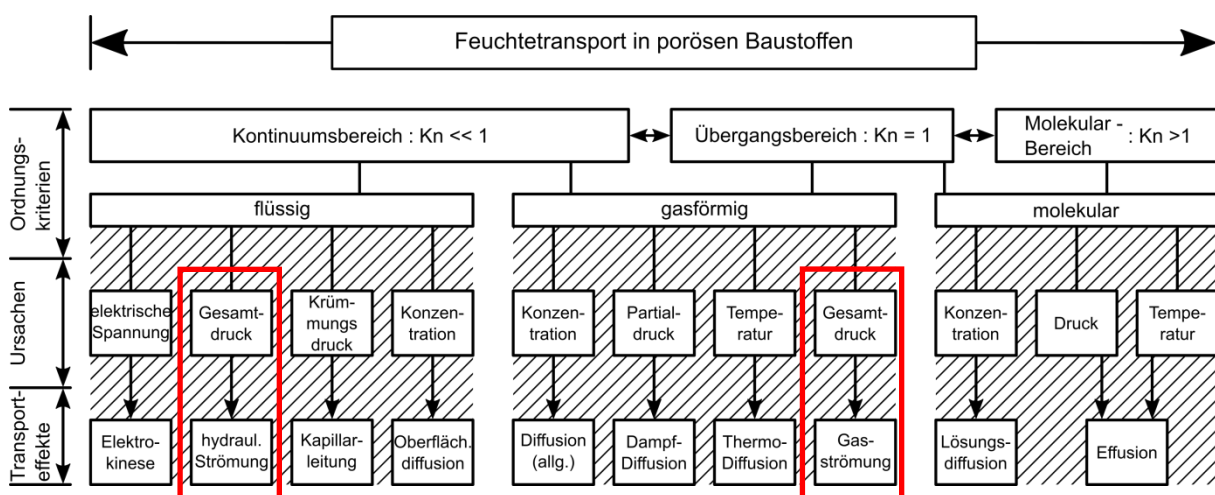 Feuchtetransport in porösen Baustoffen
Ordnungs-
kriterien
Kontinuumsbereich : Kn << 1
Übergangsbereich : Kn = 1
Molekular -
Bereich : Kn >1
flüssig
gasförmig
molekular
Ursachen
elektrische
Spannung
Gesamt-
druck
Krüm-
mungs
druck
Konzen-
tration
Konzen-
tration
Partial-
druck
Tempe-
ratur
Gesamt-
druck
Konzen-
tration
Druck
Tempe-
ratur
Transport-
effekte
Elektro-
kinese
hydraul.
Strömung
Kapillar-
leitung
Oberfläch.
diffusion
Diffusion
(allg.)
Dampf-
Diffusion
Thermo-
Diffusion
Gas-
strömung
Lösungs-
diffusion
Effusion